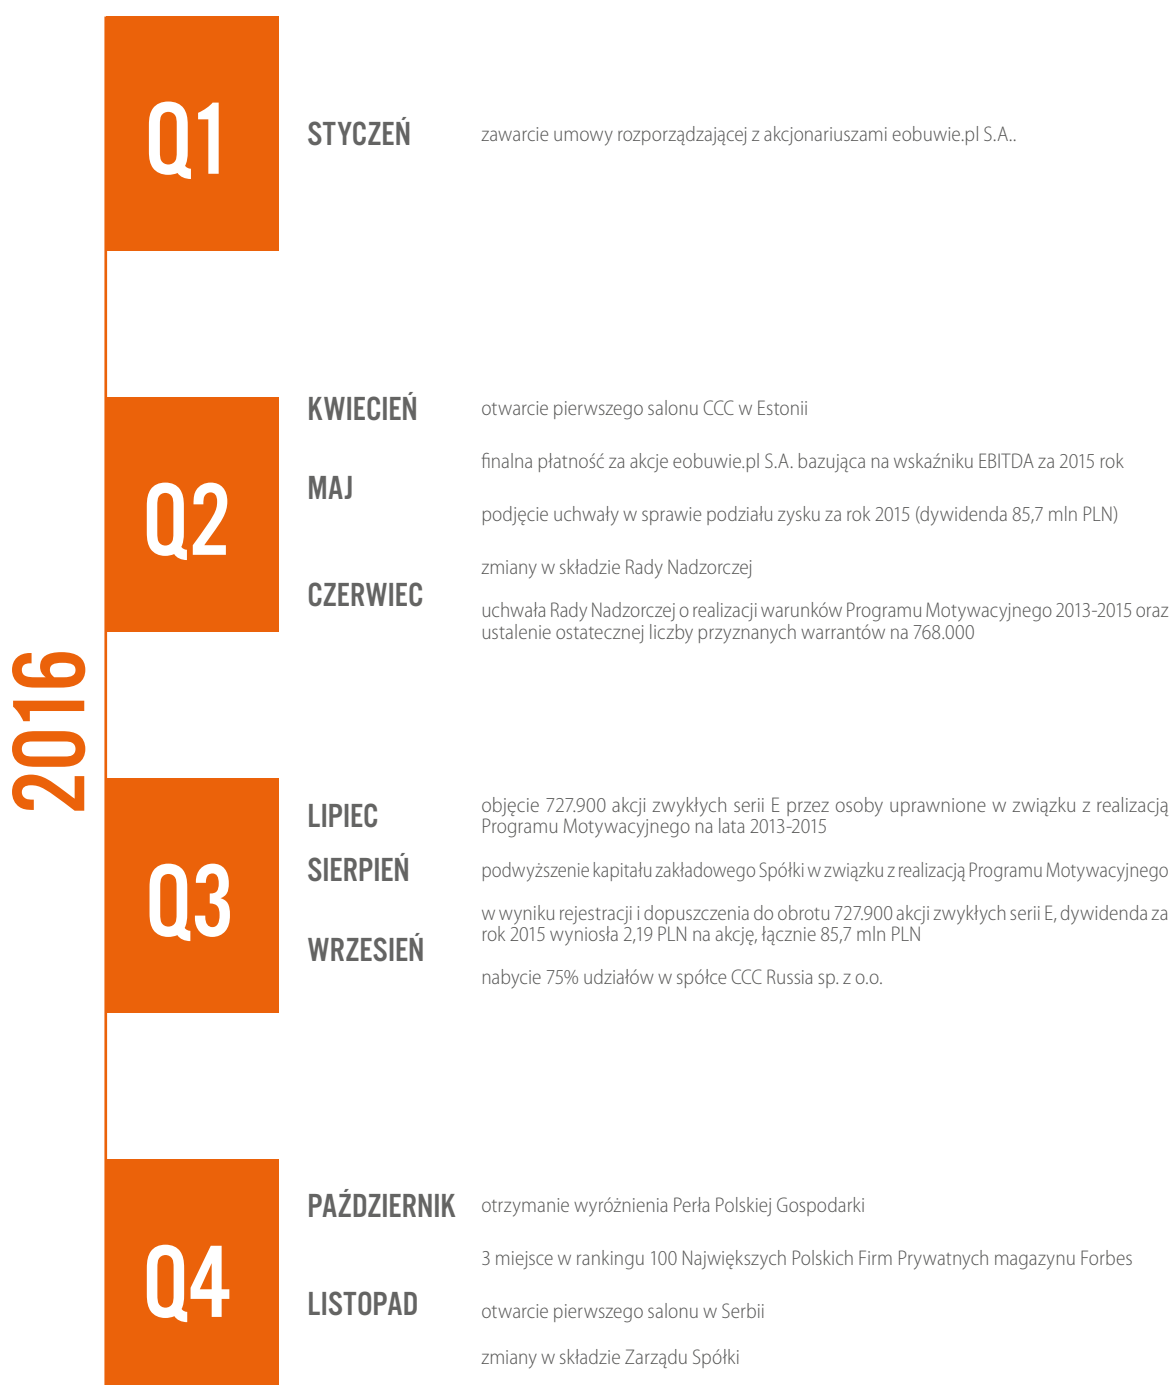 2016
Q1
STYCZEŃ
zawarcie umowy rozporządzającej z akcjonariuszami eobuwie.pl S.A..
Q2
KWIECIEŃ
otwarcie pierwszego salonu CCC w Estonii
MAJ
finalna płatność za akcje eobuwie.pl S.A. bazująca na wskaźniku EBITDA za 2015 rok
podjęcie uchwały w sprawie podziału zysku za rok 2015 (dywidenda 85,7 mln PLN)
CZERWIEC
zmiany w składzie Rady Nadzorczej
uchwała Rady Nadzorczej o realizacji warunków Programu Motywacyjnego 2013-2015 oraz
ustalenie ostatecznej liczby przyznanych warrantów na 768.000
Q3
LIPIEC
objęcie 727.900 akcji zwykłych serii E przez osoby uprawnione w związku z realizacją
Programu Motywacyjnego na lata 2013-2015
SIERPIEŃ
podwyższenie kapitału zakładowego Spółki w związku z realizacją Programu Motywacyjnego
WRZESIEŃ
w wyniku rejestracji i dopuszczenia do obrotu 727.900 akcji zwykłych serii E, dywidenda za
rok 2015 wyniosła 2,19 PLN na akcję, łącznie 85,7 mln PLN
nabycie 75% udziałów w spółce CCC Russia sp. z o.o.
Q4
PAŹDZIERNIK
otrzymanie wyróżnienia Perła Polskiej Gospodarki
LISTOPAD
3 miejsce w rankingu 100 Największych Polskich Firm Prywatnych magazynu Forbes
otwarcie pierwszego salonu w Serbii
zmiany w składzie Zarządu Spółki